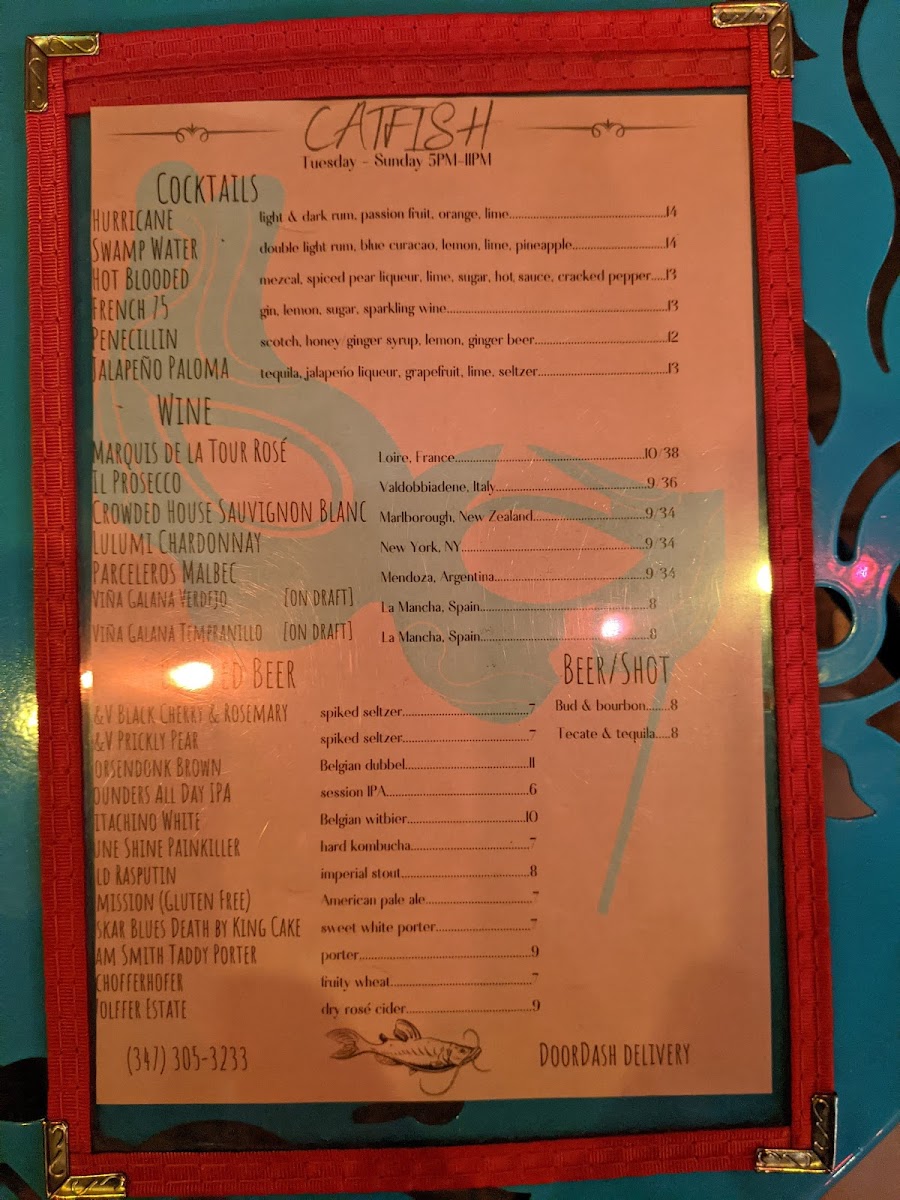 CATFISH
Tuesday - Sunday 5PM-11PM
COCKTAILS
HURRICANE light & dark rum, passion fruit, orange, lime...14
SWAMP WATER double light rum, blue curacao, lemon, lime, pineapple...14
HOT BLOODED mezcal, spiced pear liqueur, lime, sugar, hot sauce, cracked pepper.....13
FRENCH 75 gin, lemon, sugar, sparkling wine...13
PENECILLIN scotch, honey/ginger syrup, lemon, ginger beer...12
JALAPEÑO PALOMA tequila, jalapeño liqueur, grapefruit, lime, seltzer...13
WINE
MARQUIS DE LA TOUR ROSÉ Loire, France...10/38
IL PROSECCO Valdobbiadene, Italy...9/36
CROWDED HOUSE SAUVIGNON BLANC Marlborough, New Zealand...9/34
LULUMI CHARDONNAY New York, NY...9/34
PARCELEROS MALBEC Mendoza, Argentina...9/34
VIÑA GALANA VERDEJO [ON DRAFT] La Mancha, Spain...8
VIÑA GALANA TEMPRANILLO [ON DRAFT] La Mancha, Spain...8
BEER
&V BLACK CHERRY & ROSEMARY spiked seltzer...7
&V PRICKLY PEAR spiked seltzer...7
ORSENDONK BROWN Belgian dubbel...11
OUNDERS ALL DAY IPA session IPA...6
ITACHINO WHITE Belgian witbier...10
UNE SHINE PAINKILLER hard kombucha...7
LD RASPUTIN imperial stout...8
MISSION (GLUTEN FREE) American pale ale...7
SKAR BLUES DEATH BY KING CAKE sweet white porter...7
AM SMITH TADDY PORTER porter...9
CHOFFERHOFER fruity wheat...7
OLFFER ESTATE dry rosé cider...9
BEER/SHOT
Bud & bourbon.......8
Tecate & tequila.....8
(347) 305-3233
DOORDASH DELIVERY